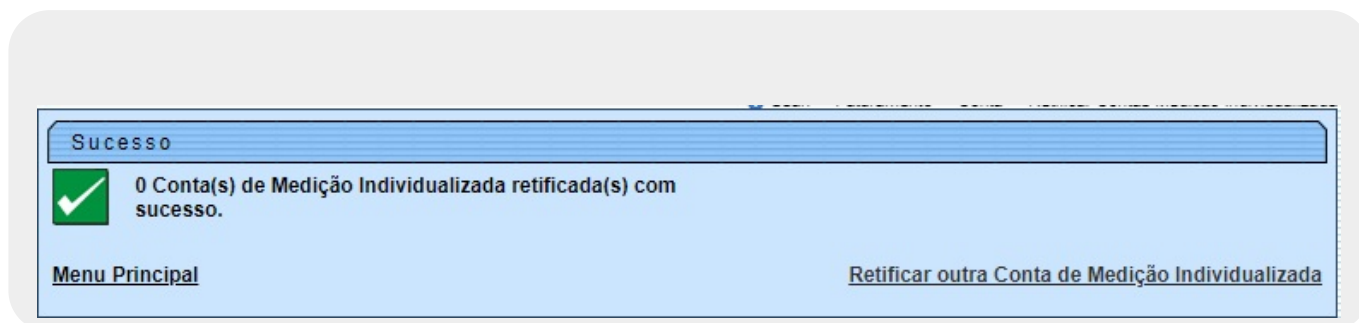 Sucesso
0 Conta(s) de Medição Individualizada retificada(s) com
sucesso.
Menu Principal
Retificar outra Conta de Medição Individualizada